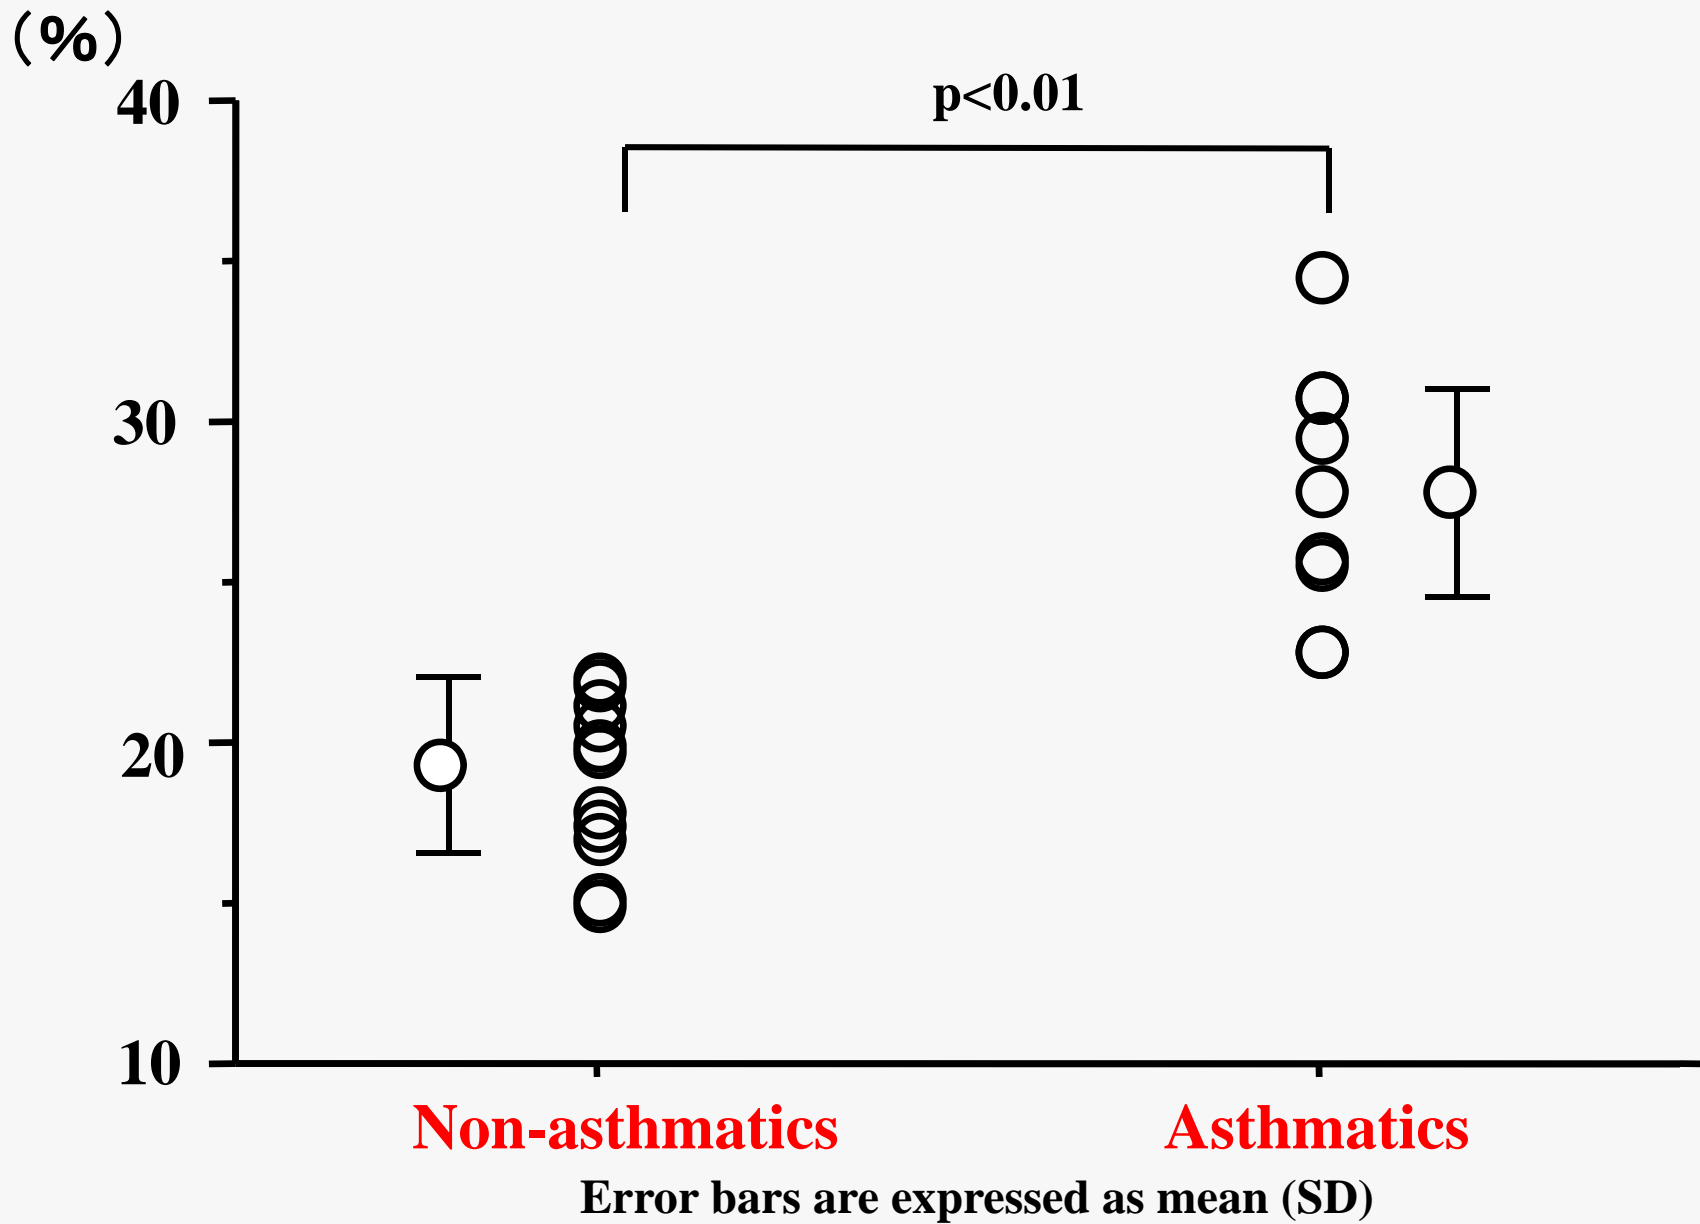 （%）
40
p<0.01
30
20
10
Non-asthmatics Asthmatics
Error bars are expressed as mean (SD)